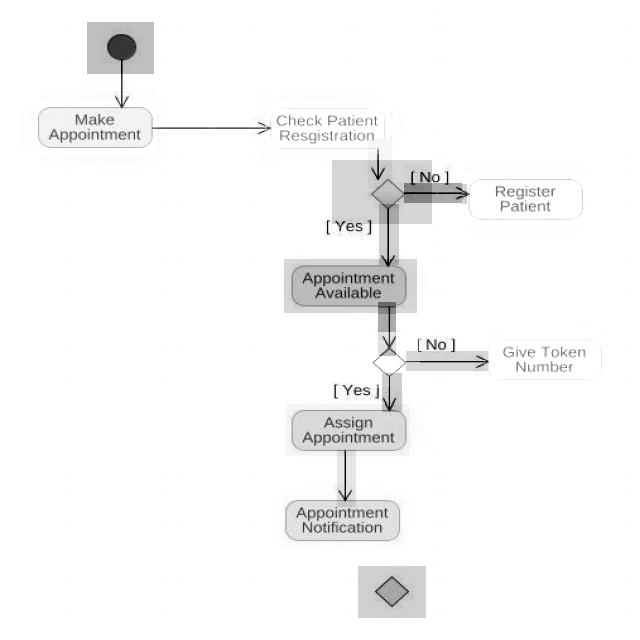 Make
Appointment
Check Patient
Resgistration
[ No ]
Register
Patient
[ Yes ]
Appointment
Available
[ No ]
Give Token
Number
[ Yes j
Assign
Appointment
Appointment
Notification